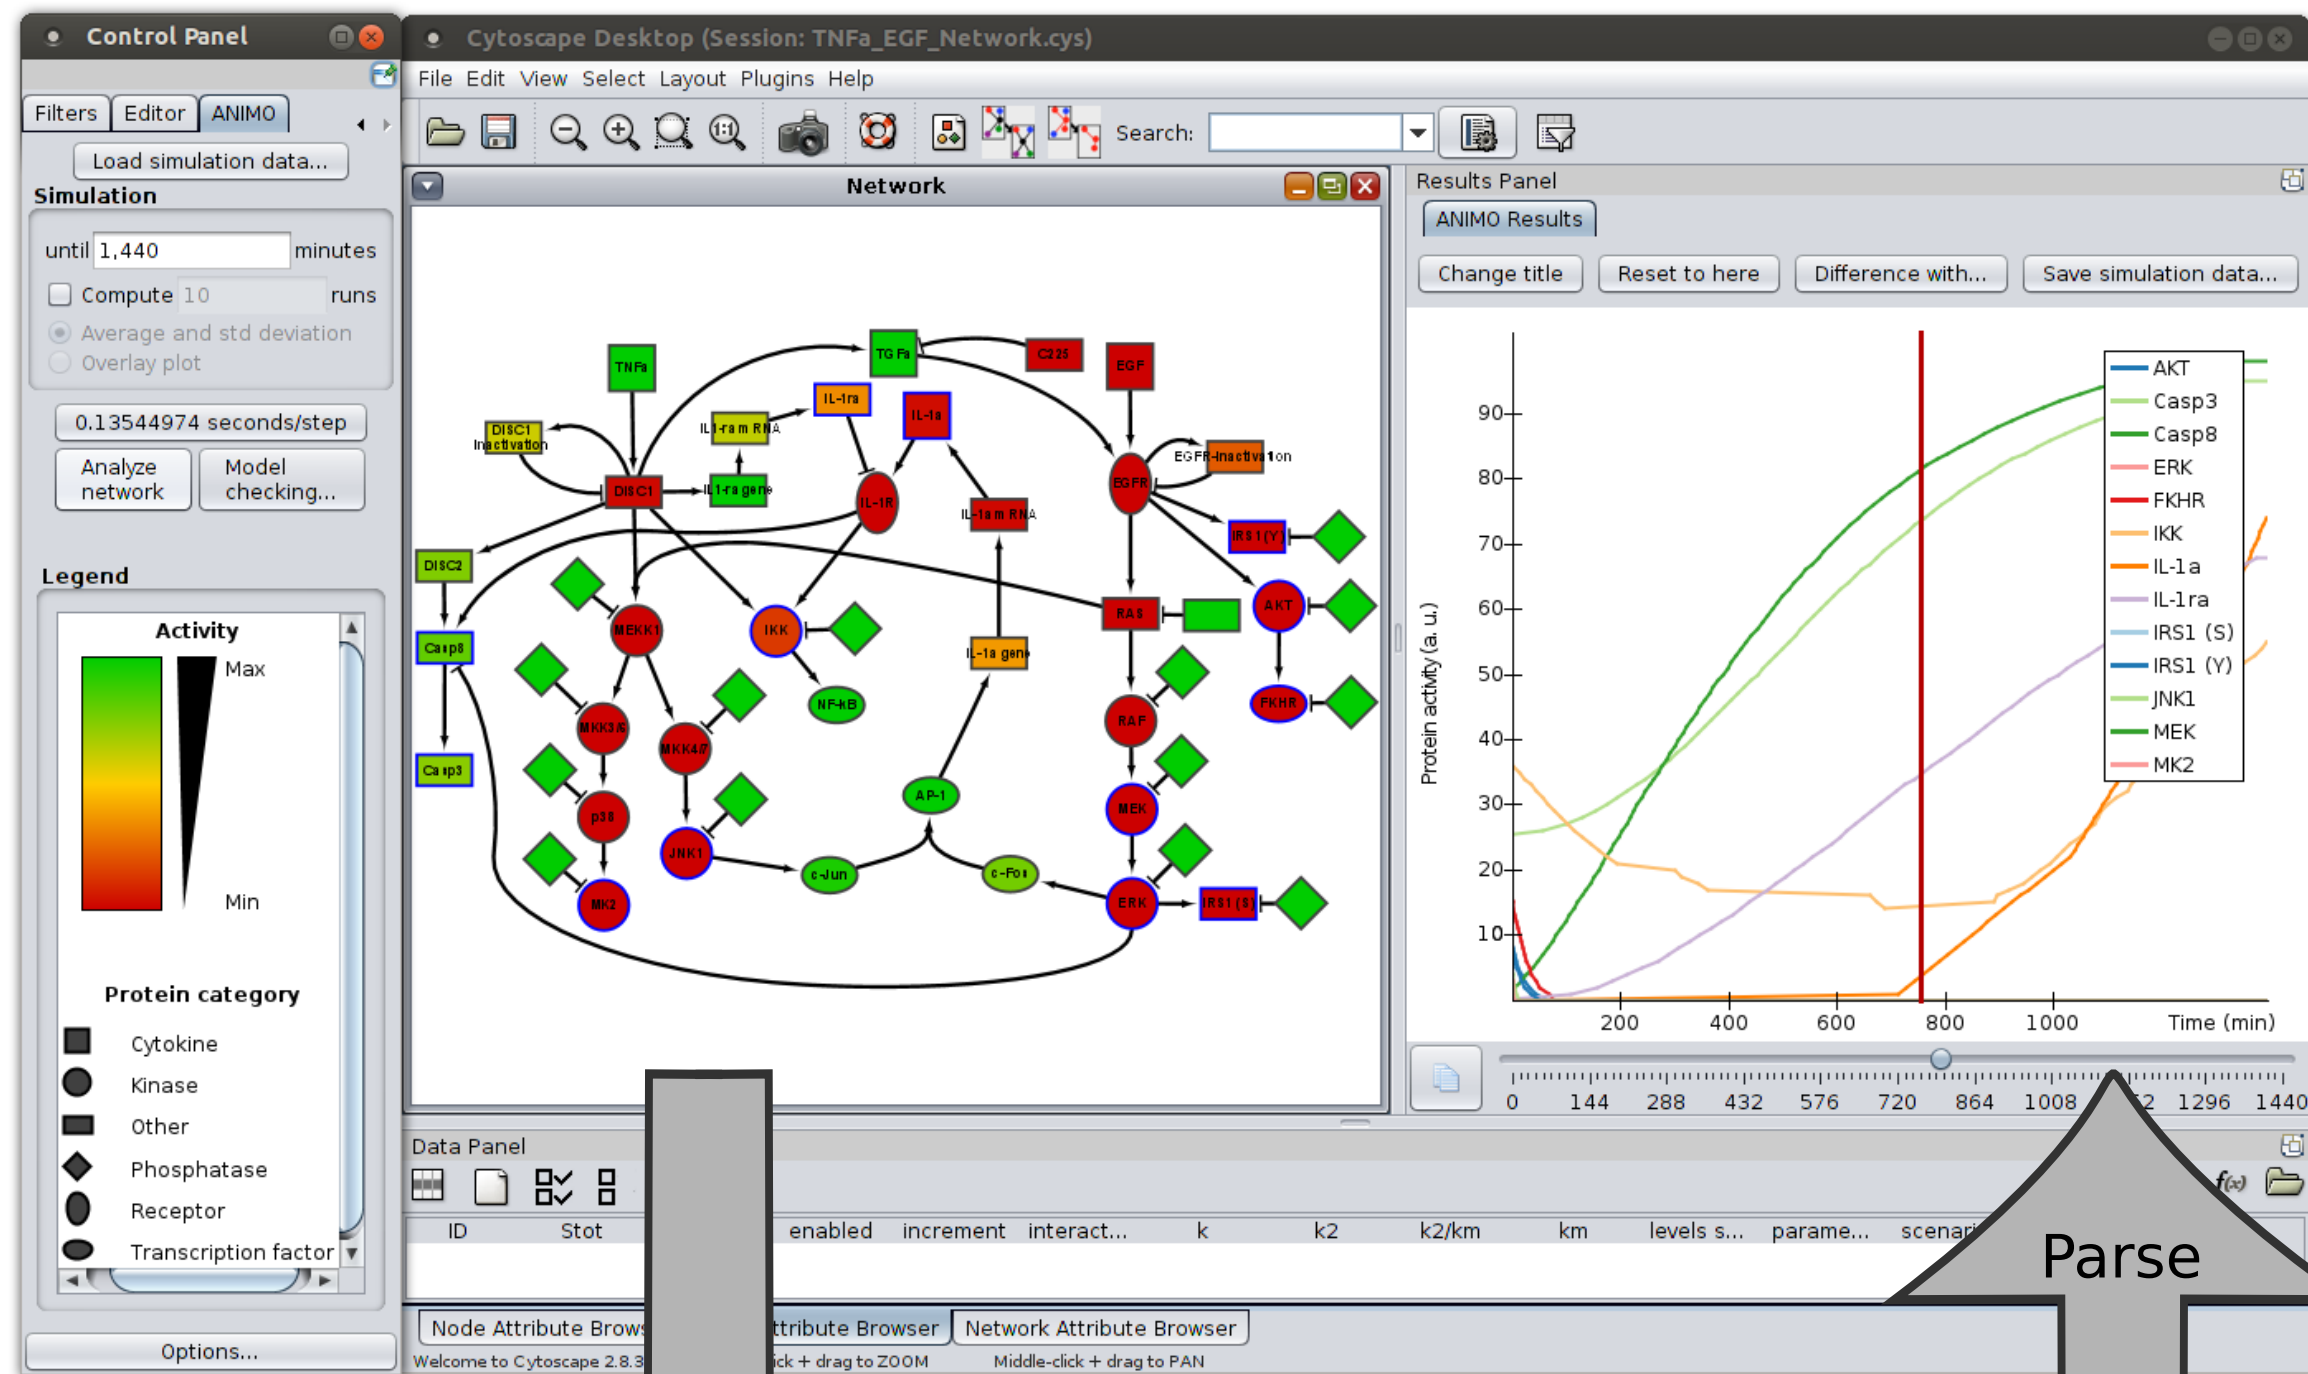 Control Panel
Filters
Editor
ANIMO
Load simulation data...
Simulation
until 1,440 minutes
Compute 10 runs
Average and std deviation
Overlay plot
0.13544974 seconds/step
Analyze network
Model checking...
Legend
Activity
Max
Min
Protein category
Cytokine
Kinase
Other
Phosphatase
Receptor
Transcription factor
Options...
Cytoscape Desktop (Session: TNFa_EGF_Network.cys)
File Edit View Select Layout Plugins Help
1:1
Search:
Network
TNFa
TGFa
C225
EGF
IL-1ra
IL-1a
DISC1 Inactivation
IL1-ra mRNA
EGFR-Inactivation
DISC1
IL1-ra gene
IL-1R
IL-1a mRNA
EGFR
IRS1 (Y)
DISC2
AKT
RAS
MEKK1
IKK
Casp8
IL-1a gene
NF-kB
FKHR
MKK3/6
MKK4/7
RAF
Casp3
AP-1
MEK
p38
JNK1
c-Jun
c-Fos
MK2
ERK
IRS1 (S)
Results Panel
ANIMO Results
Change title
Reset to here
Difference with...
Save simulation data...
Protein activity (a. u.)
90
80
70
60
50
40
30
20
10
200 400 600 800 1000 Time (min)
AKT
Casp3
Casp8
ERK
FKHR
IKK
IL-1a
IL-1ra
IRS1 (S)
IRS1 (Y)
JNK1
MEK
MK2
0 144 288 432 576 720 864 1008 1296 1440
Data Panel
f(x)
ID Stot enabled increment interact... k k2 k2/km km levels s... parame...
Parse
Node Attribute
Attribute Browser
Network Attribute Browser
Welcome to Cytoscape 2.8.3
+ drag to ZOOM
Middle-click + drag to PAN